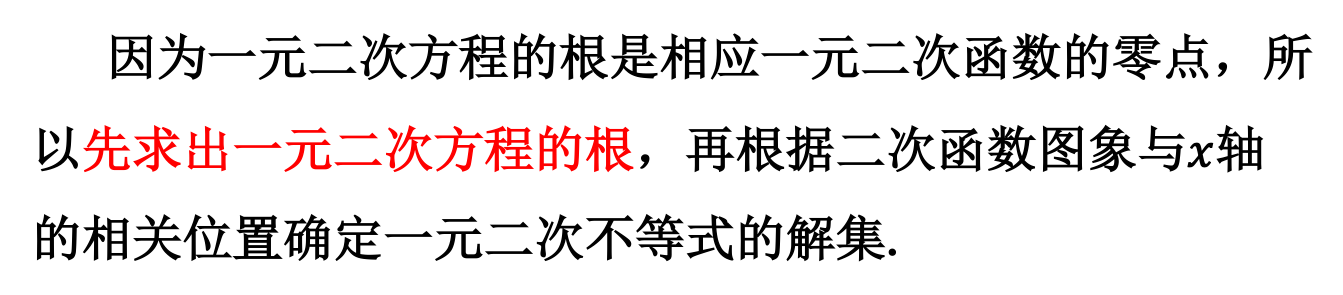 因为一元二次方程的根是相应一元二次函数的零点，所
以先求出一元二次方程的根，再根据二次函数图象与x轴
的相关位置确定一元二次不等式的解集.